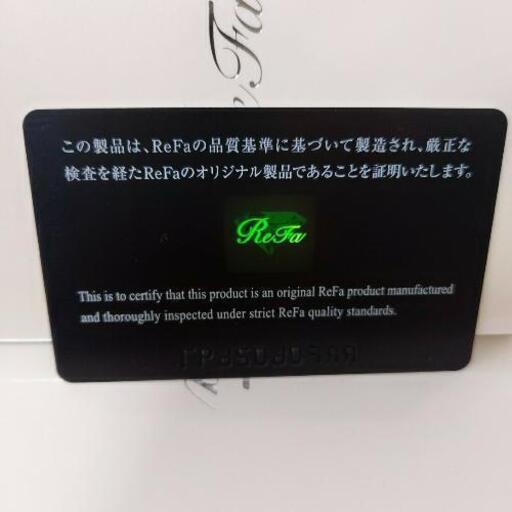 この製品は、ReFaの品質基準に基づいて製造され、厳正な
検査を経たReFaのオリジナル製品であることを証明いたします。
ReFa
This is to certify that this product is an original ReFa product manufactured
and thoroughly inspected under strict ReFa quality standards.